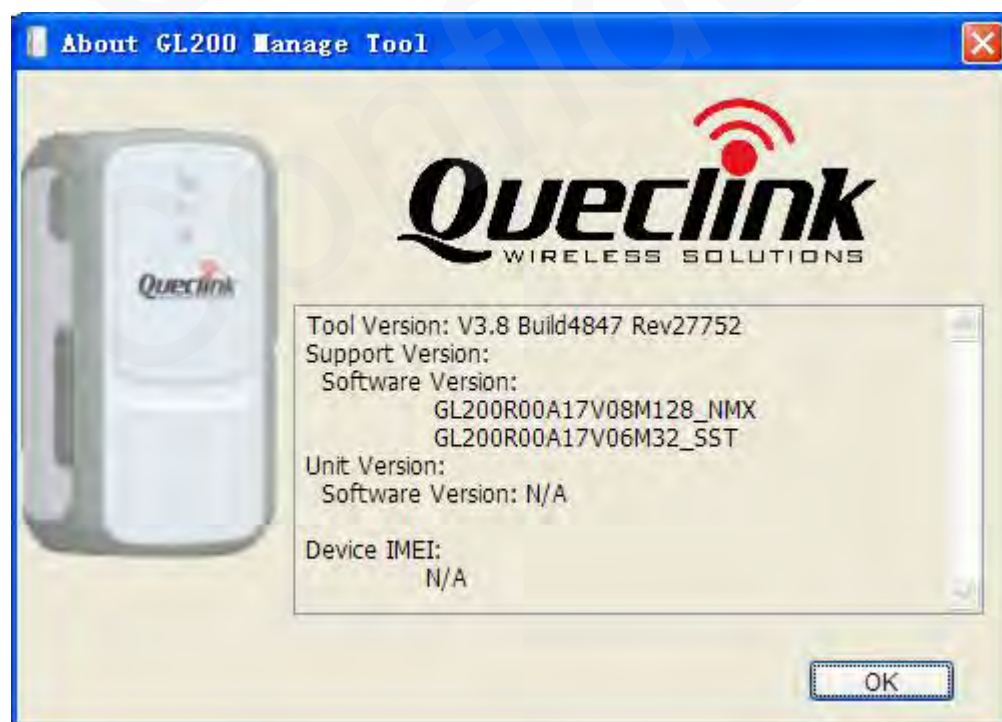 About GL200 Manage Tool
Queclink
WIRELESS SOLUTIONS
Queclink
Tool Version: V3.8 Build4847 Rev27752
Support Version:
Software Version:
GL200R00A17V08M128_NMX
GL200R00A17V06M32_SST
Unit Version:
Software Version: N/A
Device IMEI:
N/A
OK